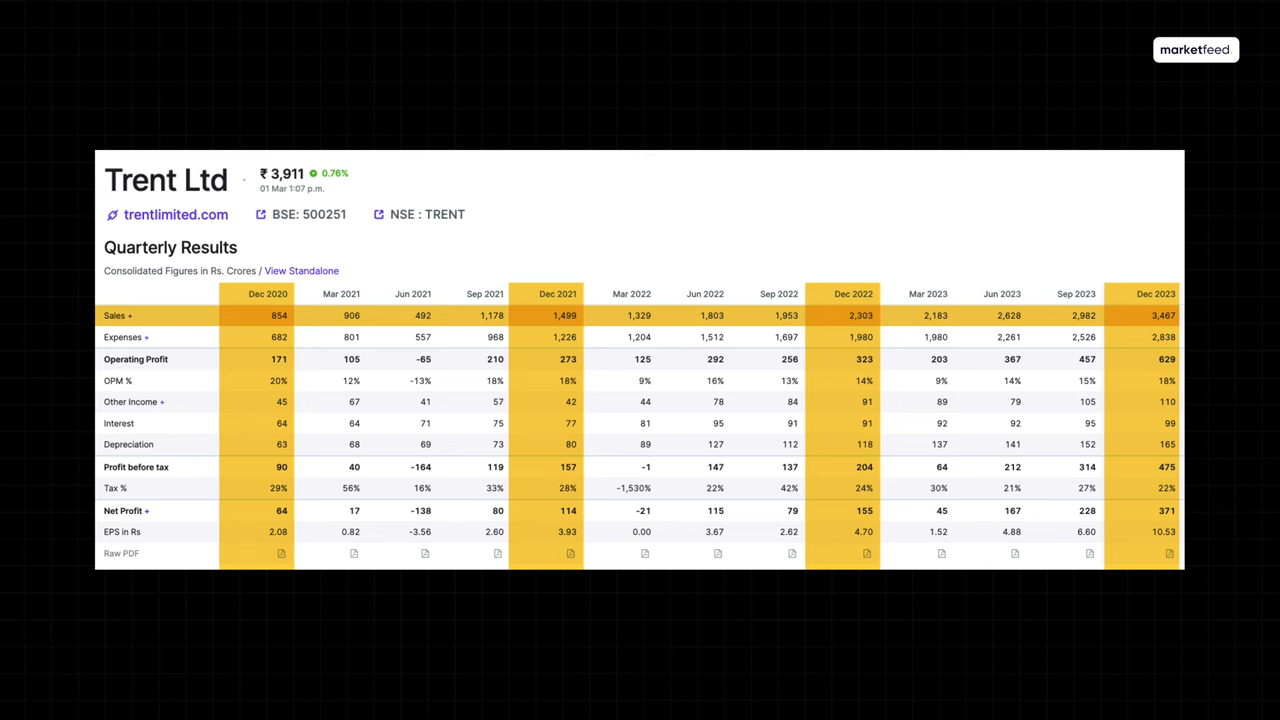 marketfeed
Trent Ltd · ₹ 3,911 0.76%
01 Mar 1:07 p.m.
trentlimited.com BSE: 500251 NSE : TRENT
Quarterly Results
Consolidated Figures in Rs. Crores / View Standalone
Dec 2020 Mar 2021 Jun 2021 Sep 2021 Dec 2021 Mar 2022 Jun 2022 Sep 2022 Dec 2022 Mar 2023 Jun 2023 Sep 2023 Dec 2023
Sales + 854 906 492 1,178 1,499 1,329 1,803 1,953 2,303 2,183 2,628 2,982 3,467
Expenses + 682 801 557 968 1,226 1,204 1,512 1,697 1,980 1,980 2,261 2,526 2,838
Operating Profit 171 105 -65 210 273 125 292 256 323 203 367 457 629
OPM % 20% 12% -13% 18% 18% 9% 16% 13% 14% 9% 14% 15% 18%
Other Income + 45 67 41 57 42 44 78 84 91 89 79 105 110
Interest 64 64 71 75 77 81 95 91 91 92 92 95 99
Depreciation 63 68 69 73 80 89 127 112 118 137 141 152 165
Profit before tax 90 40 -164 119 157 -1 147 137 204 64 212 314 475
Tax % 29% 56% 16% 33% 28% -1,530% 22% 42% 24% 30% 21% 27% 22%
Net Profit + 64 17 -138 80 114 -21 115 79 155 45 167 228 371
EPS in Rs 2.08 0.82 -3.56 2.60 3.93 0.00 3.67 2.62 4.70 1.52 4.88 6.60 10.53
Raw PDF